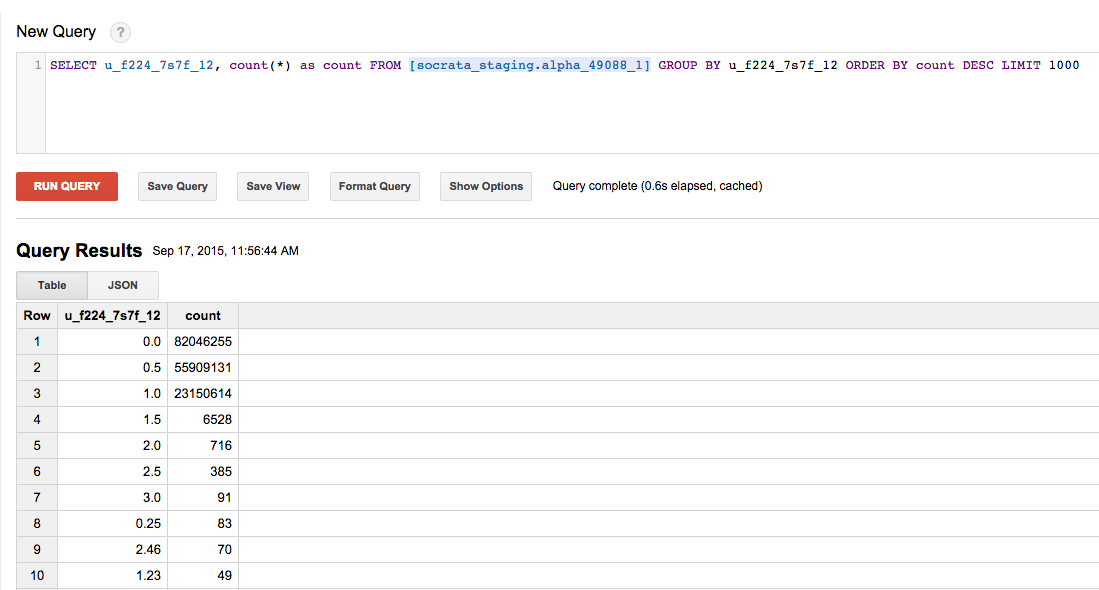 New Query ?
1 SELECT u_f224_7s7f_12, count(*) as count FROM [socrata_staging.alpha_49088_1] GROUP BY u_f224_7s7f_12 ORDER BY count DESC LIMIT 1000
RUN QUERY Save Query Save View Format Query Show Options Query complete (0.6s elapsed, cached)
Query Results Sep 17, 2015, 11:56:44 AM
Table JSON
Row u_f224_7s7f_12 count
1 0.0 82046255
2 0.5 55909131
3 1.0 23150614
4 1.5 6528
5 2.0 716
6 2.5 385
7 3.0 91
8 0.25 83
9 2.46 70
10 1.23 49